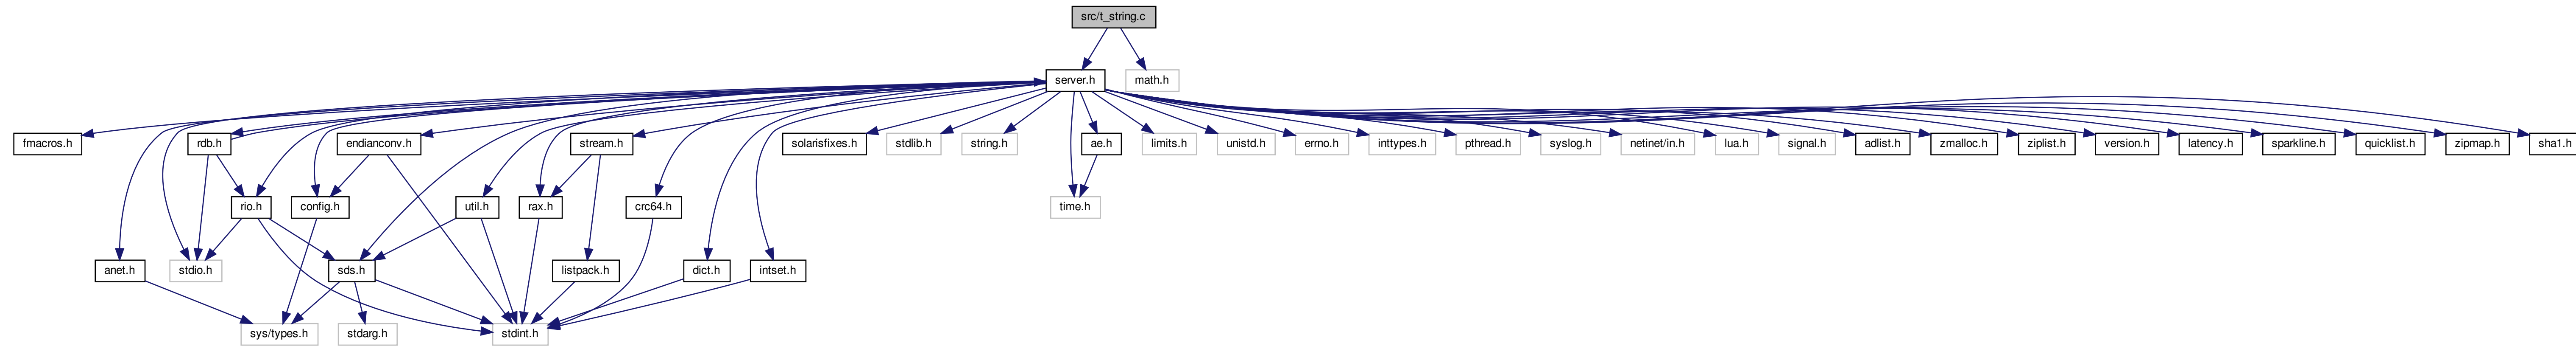 src/t_string.c
server.h
math.h
fmacros.h
rdb.h
endianconv.h
stream.h
solarisfixes.h
stdlib.h
string.h
ae.h
limits.h
unistd.h
errno.h
inttypes.h
pthread.h
syslog.h
netinet/in.h
lua.h
signal.h
adlist.h
zmalloc.h
ziplist.h
version.h
latency.h
sparkline.h
quicklist.h
zipmap.h
sha1.h
rio.h
config.h
util.h
rax.h
crc64.h
time.h
anet.h
stdio.h
sds.h
listpack.h
dict.h
intset.h
sys/types.h
stdarg.h
stdint.h